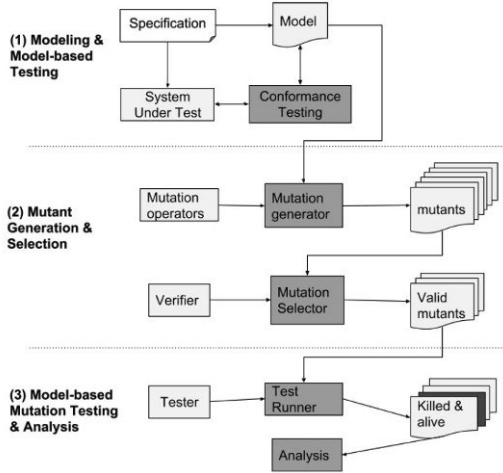 Specification
Model
(1) Modeling &
Model-based
Testing
System
Under Test
Conformance
Testing
Mutation
operators
Mutation
generator
mutants
(2) Mutant
Generation &
Selection
Verifier
Mutation
Selector
Valid
mutants
(3) Model-based
Mutation Testing
& Analysis
Tester
Test
Runner
Killed &
alive
Analysis